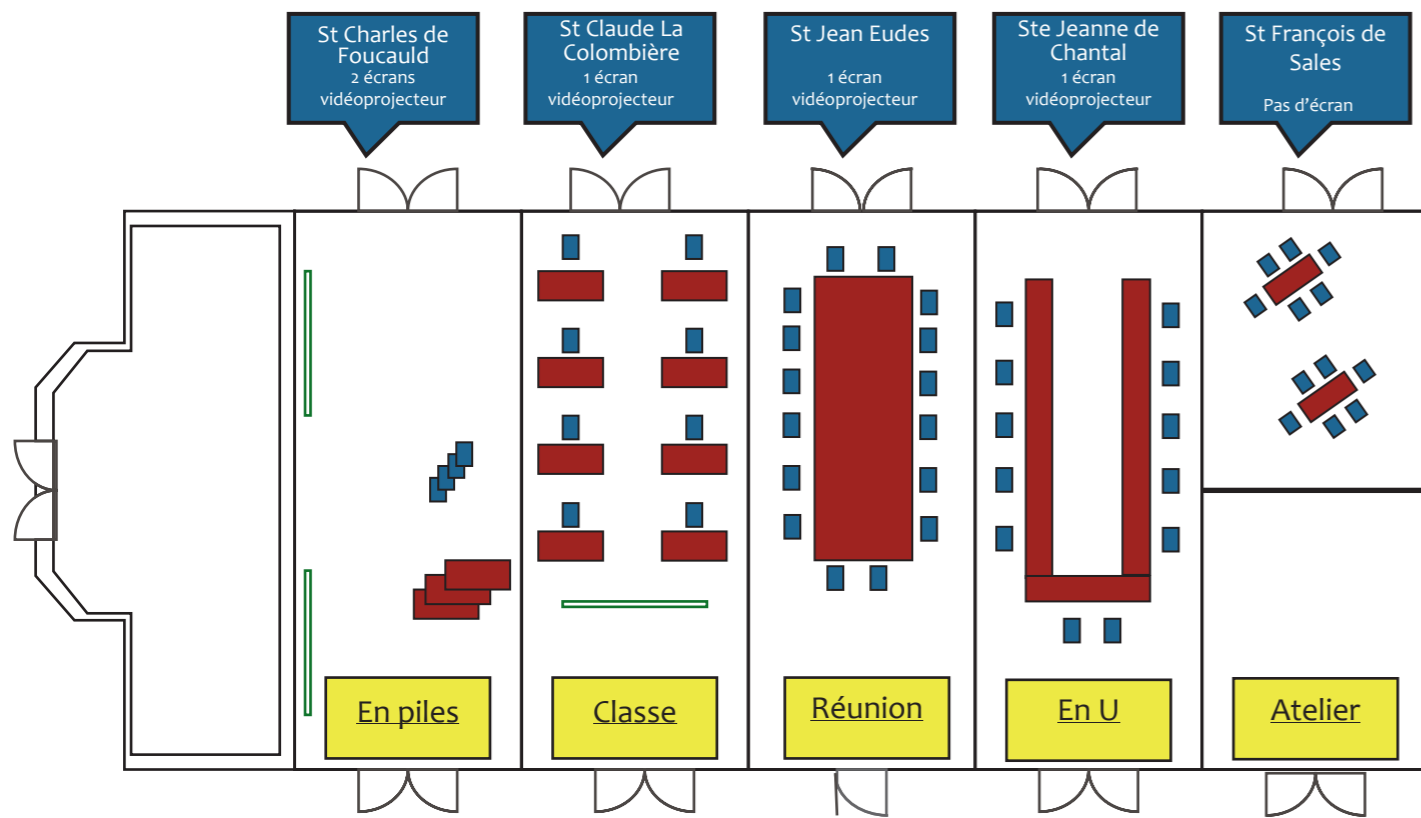 St Charles de
Foucauld
2 écrans
vidéoprojecteur
St Claude La
Colombière
1 écran
vidéoprojecteur
St Jean Eudes
1 écran
vidéoprojecteur
Ste Jeanne de
Chantal
1 écran
vidéoprojecteur
St François de
Sales
Pas d'écran
En piles
Classe
Réunion
En U
Atelier